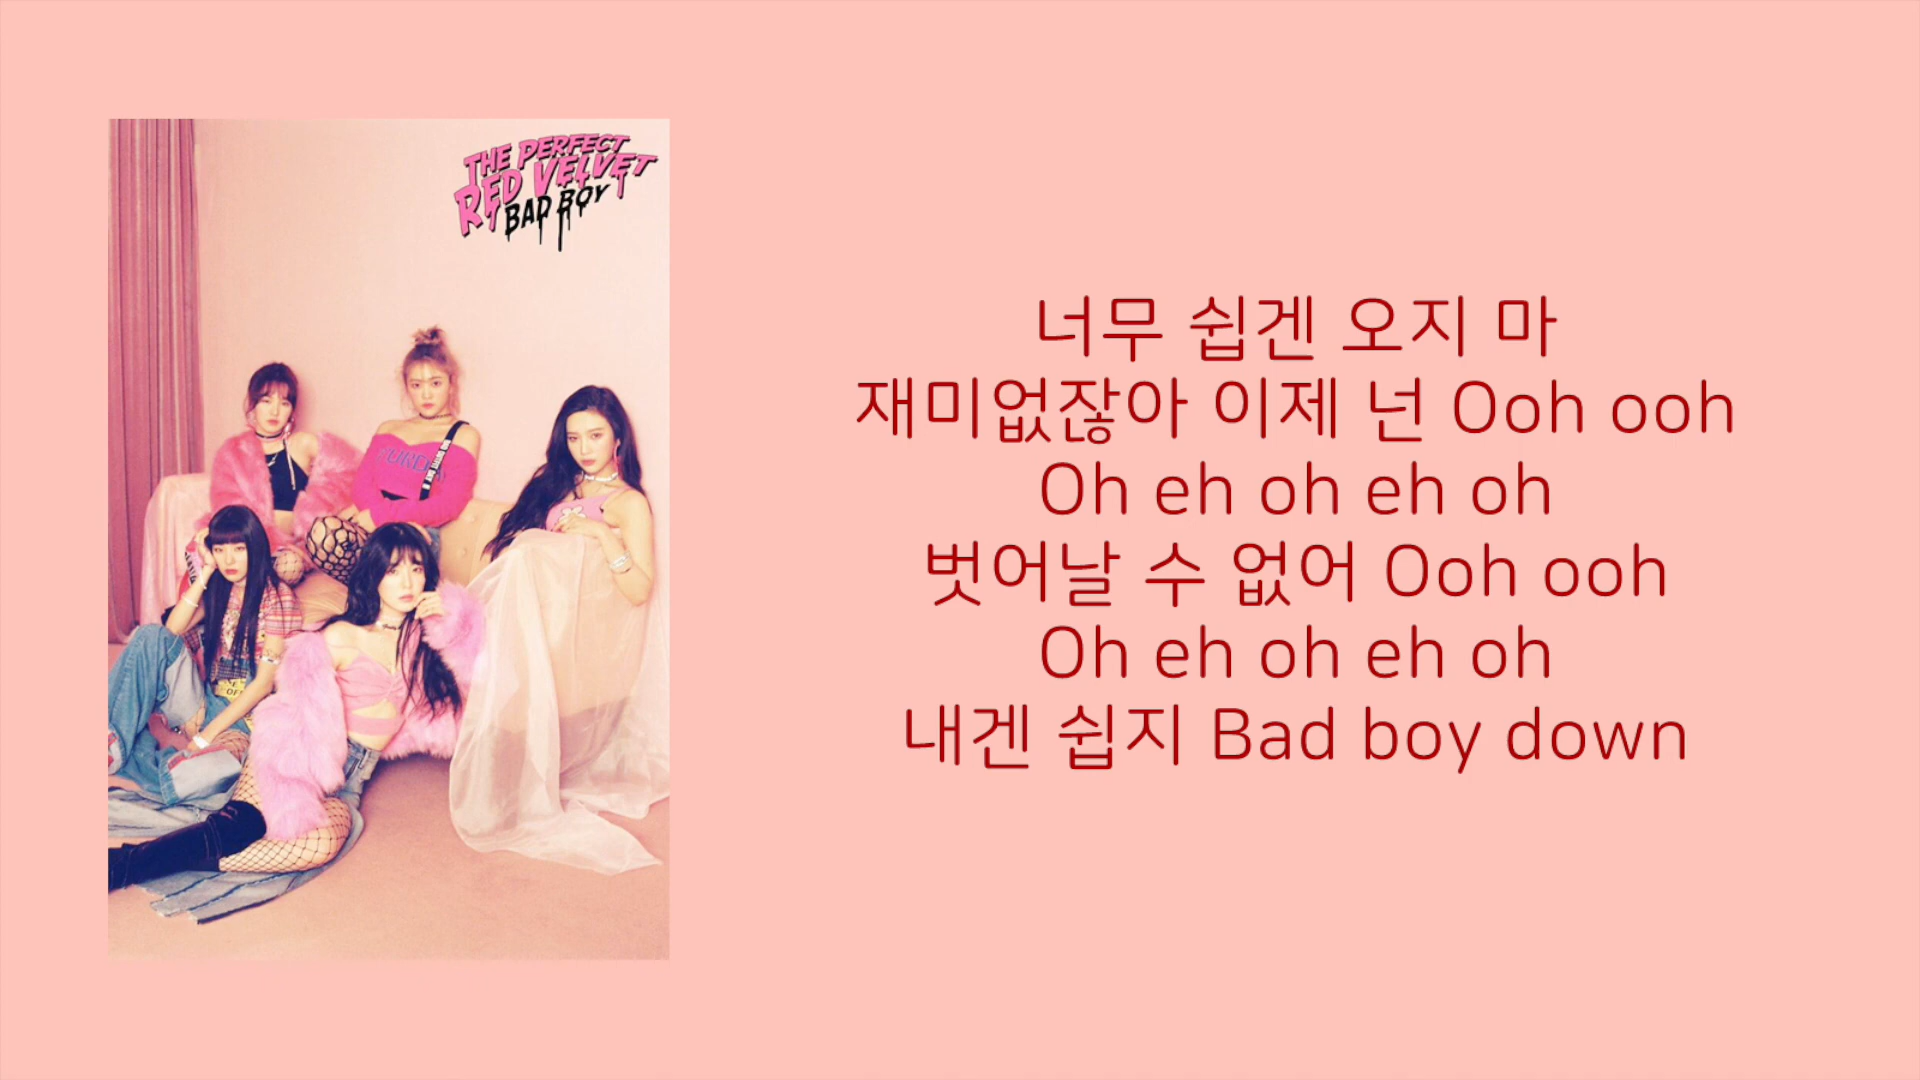 THE PERFECT
RED VELVET
BAD BOY
너무 쉽겐 오지 마
재미없잖아 이제 넌 Ooh ooh
Oh eh oh eh oh
벗어날 수 없어 Ooh ooh
Oh eh oh eh oh
내겐 쉽지 Bad boy down